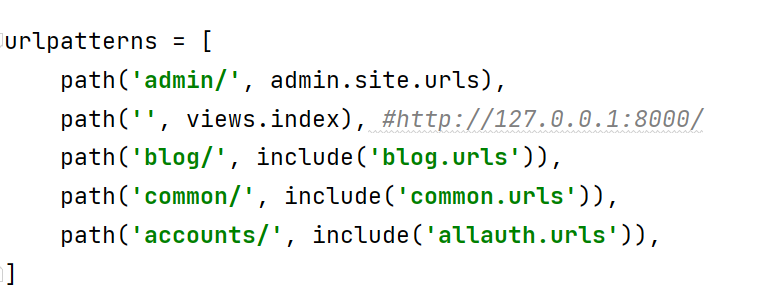 urlpatterns = [
    path('admin/', admin.site.urls),
    path('', views.index), #http://127.0.0.1:8000/
    path('blog/', include('blog.urls')),
    path('common/', include('common.urls')),
    path('accounts/', include('allauth.urls')),
]